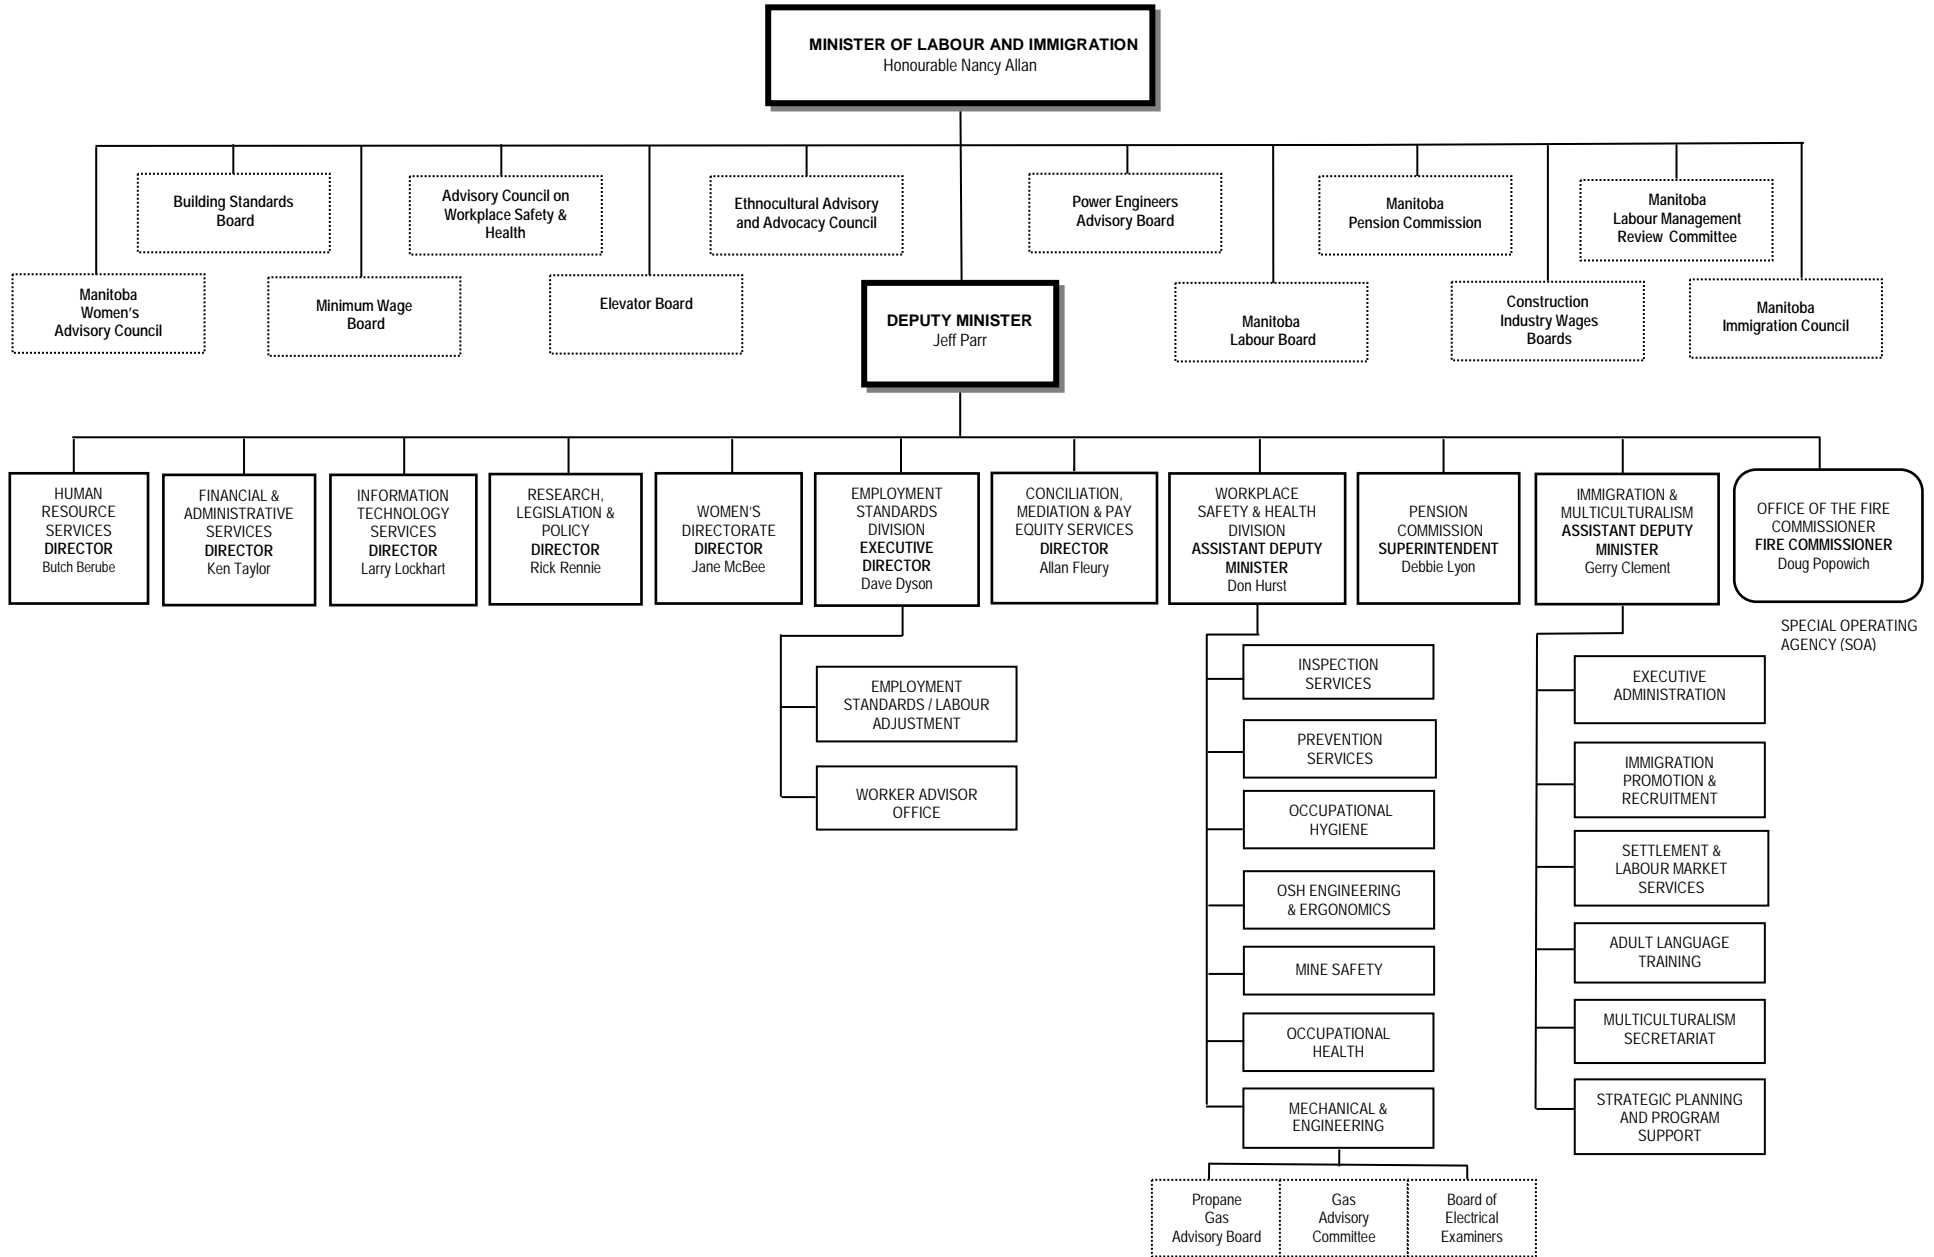 MINISTER OF LABOUR AND IMMIGRATION
Honourable Nancy Allan
Building Standards
Board
Advisory Council on
Workplace Safety &
Health
Ethnocultural Advisory
and Advocacy Council
Power Engineers
Advisory Board
Manitoba
Pension Commission
Manitoba
Labour Management
Review Committee
Manitoba
Women's
Advisory Council
Minimum Wage
Board
Elevator Board
DEPUTY MINISTER
Jeff Parr
Manitoba
Labour Board
Construction
Industry Wages
Boards
Manitoba
Immigration Council
HUMAN
RESOURCE
SERVICES
DIRECTOR
Butch Berube
FINANCIAL &
ADMINISTRATIVE
SERVICES
DIRECTOR
Ken Taylor
INFORMATION
TECHNOLOGY
SERVICES
DIRECTOR
Larry Lockhart
RESEARCH,
LEGISLATION &
POLICY
DIRECTOR
Rick Rennie
WOMEN'S
DIRECTORATE
DIRECTOR
Jane McBee
EMPLOYMENT
STANDARDS
DIVISION
EXECUTIVE
DIRECTOR
Dave Dyson
CONCILIATION,
MEDIATION & PAY
EQUITY SERVICES
DIRECTOR
Allan Fleury
WORKPLACE
SAFETY & HEALTH
DIVISION
ASSISTANT DEPUTY
MINISTER
Don Hurst
PENSION
COMMISSION
SUPERINTENDENT
Debbie Lyon
IMMIGRATION &
MULTICULTURALISM
ASSISTANT DEPUTY
MINISTER
Gerry Clement
OFFICE OF THE FIRE
COMMISSIONER
FIRE COMMISSIONER
Doug Popowich
SPECIAL OPERATING
AGENCY (SOA)
EMPLOYMENT
STANDARDS / LABOUR
ADJUSTMENT
WORKER ADVISOR
OFFICE
INSPECTION
SERVICES
PREVENTION
SERVICES
OCCUPATIONAL
HYGIENE
OSH ENGINEERING
& ERGONOMICS
MINE SAFETY
OCCUPATIONAL
HEALTH
MECHANICAL &
ENGINEERING
Propane
Gas
Advisory Board
Gas
Advisory
Committee
Board of
Electrical
Examiners
EXECUTIVE
ADMINISTRATION
IMMIGRATION
PROMOTION &
RECRUITMENT
SETTLEMENT &
LABOUR MARKET
SERVICES
ADULT LANGUAGE
TRAINING
MULTICULTURALISM
SECRETARIAT
STRATEGIC PLANNING
AND PROGRAM
SUPPORT